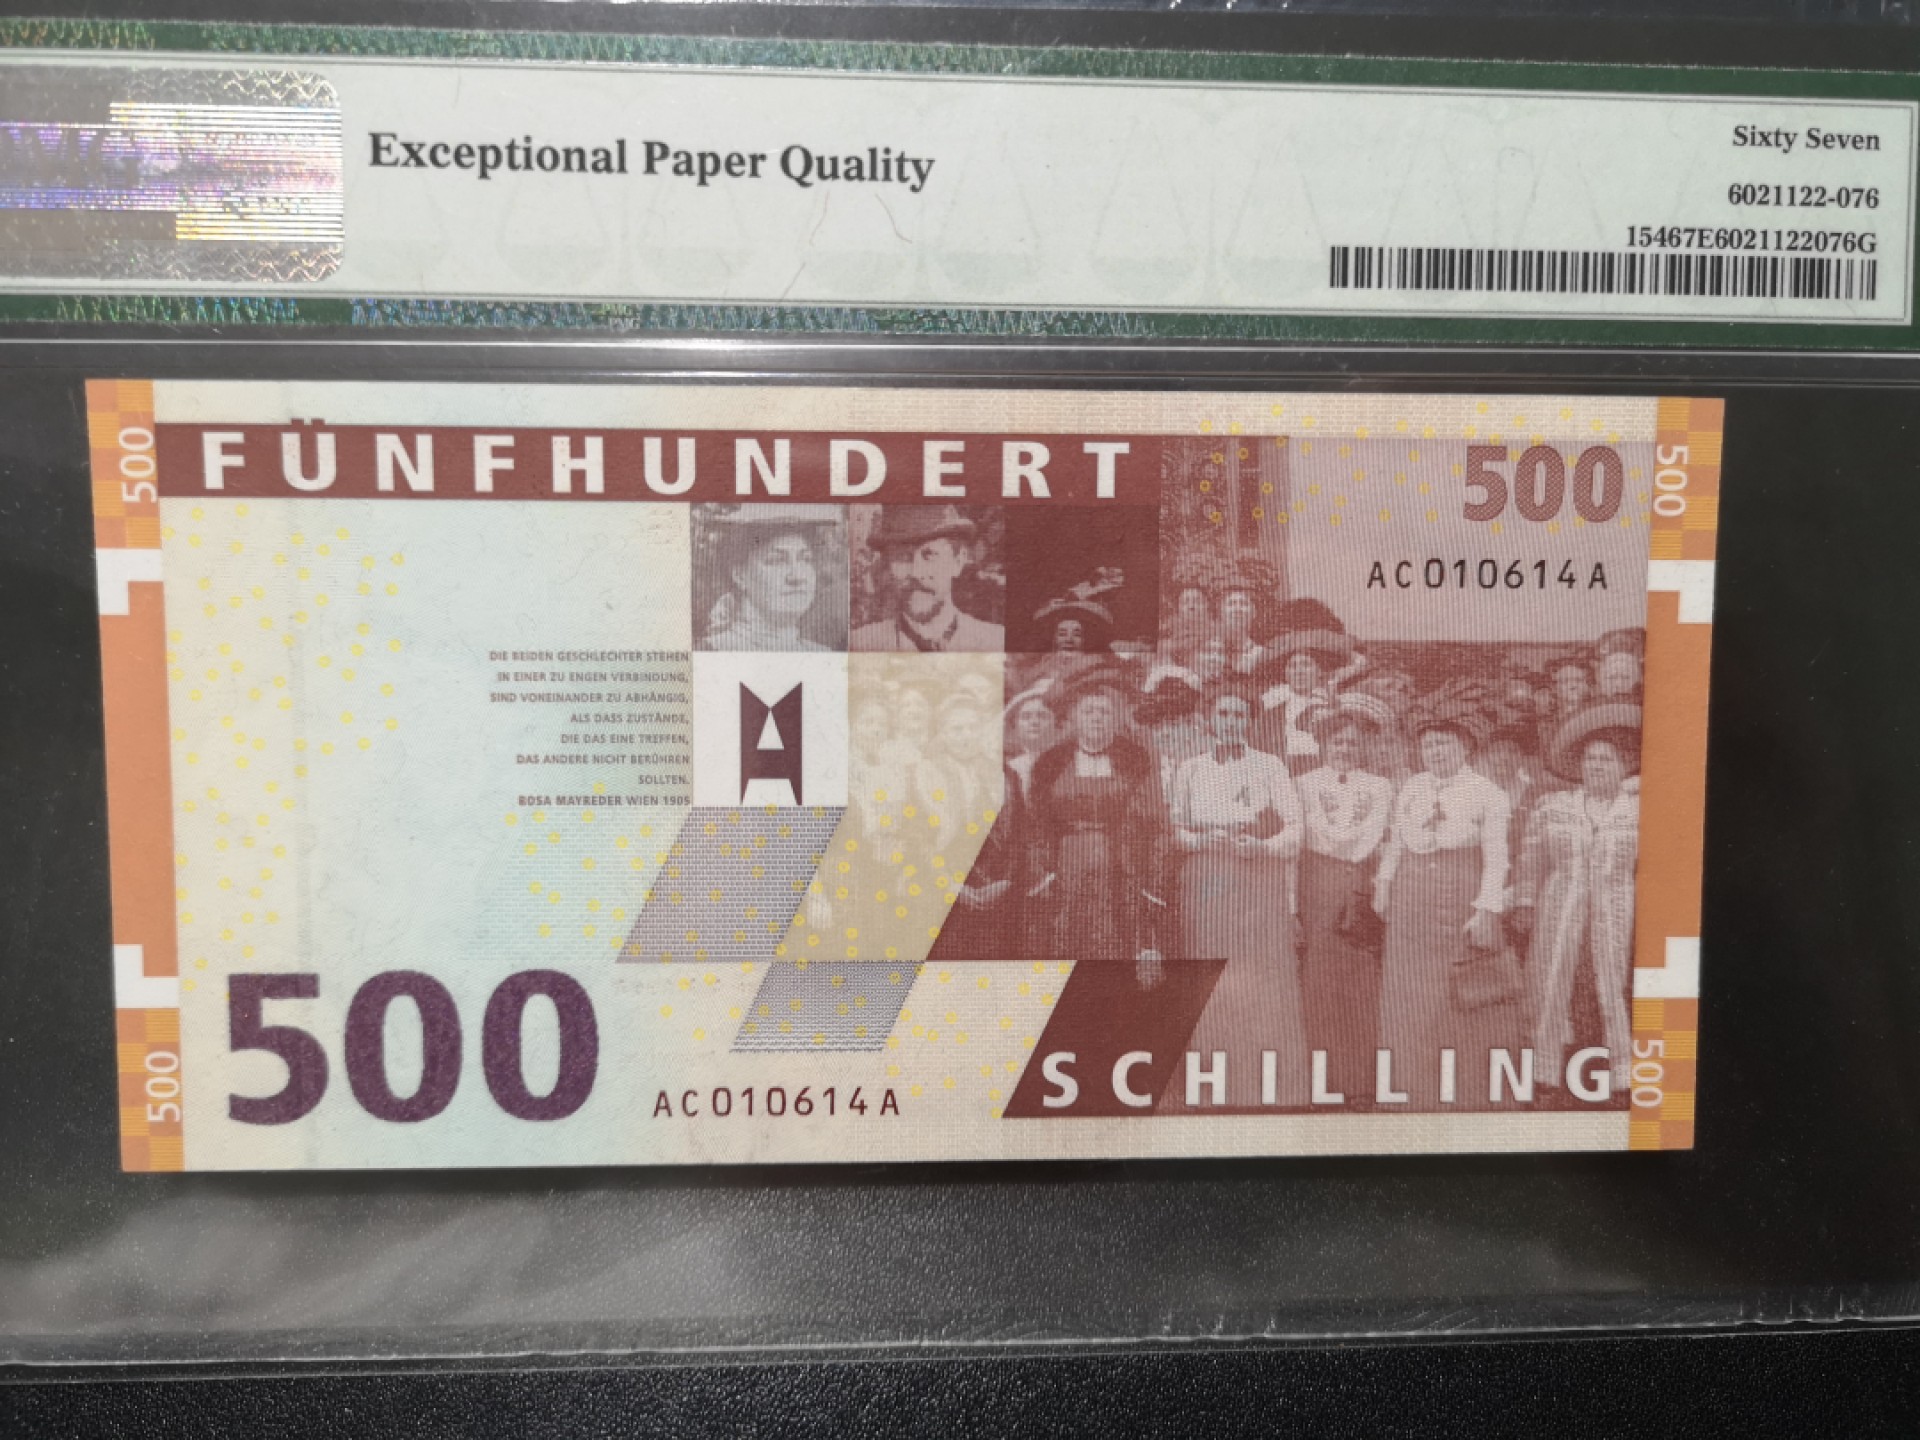 Exceptional Paper Quality
Sixty Seven
6021122-076
15467E6021122076G
500
FÜNFHUNDERT
500
500
AC010614A
DIE BEIDEN GESCHLECHTER STEHEN
IN EINER ZU ENGEN VERBINDUNG,
SIND VONEINANDER ZU ABHÄNGIG,
ALS DASS ZUSTÄNDE,
DIE DAS EINE TREFFEN,
DAS ANDERE NICHT BERÜHREN
SOLLTEN.
ROSA MAYREDER WIEN 1905
500
500
AC010614A
SCHILLING
500